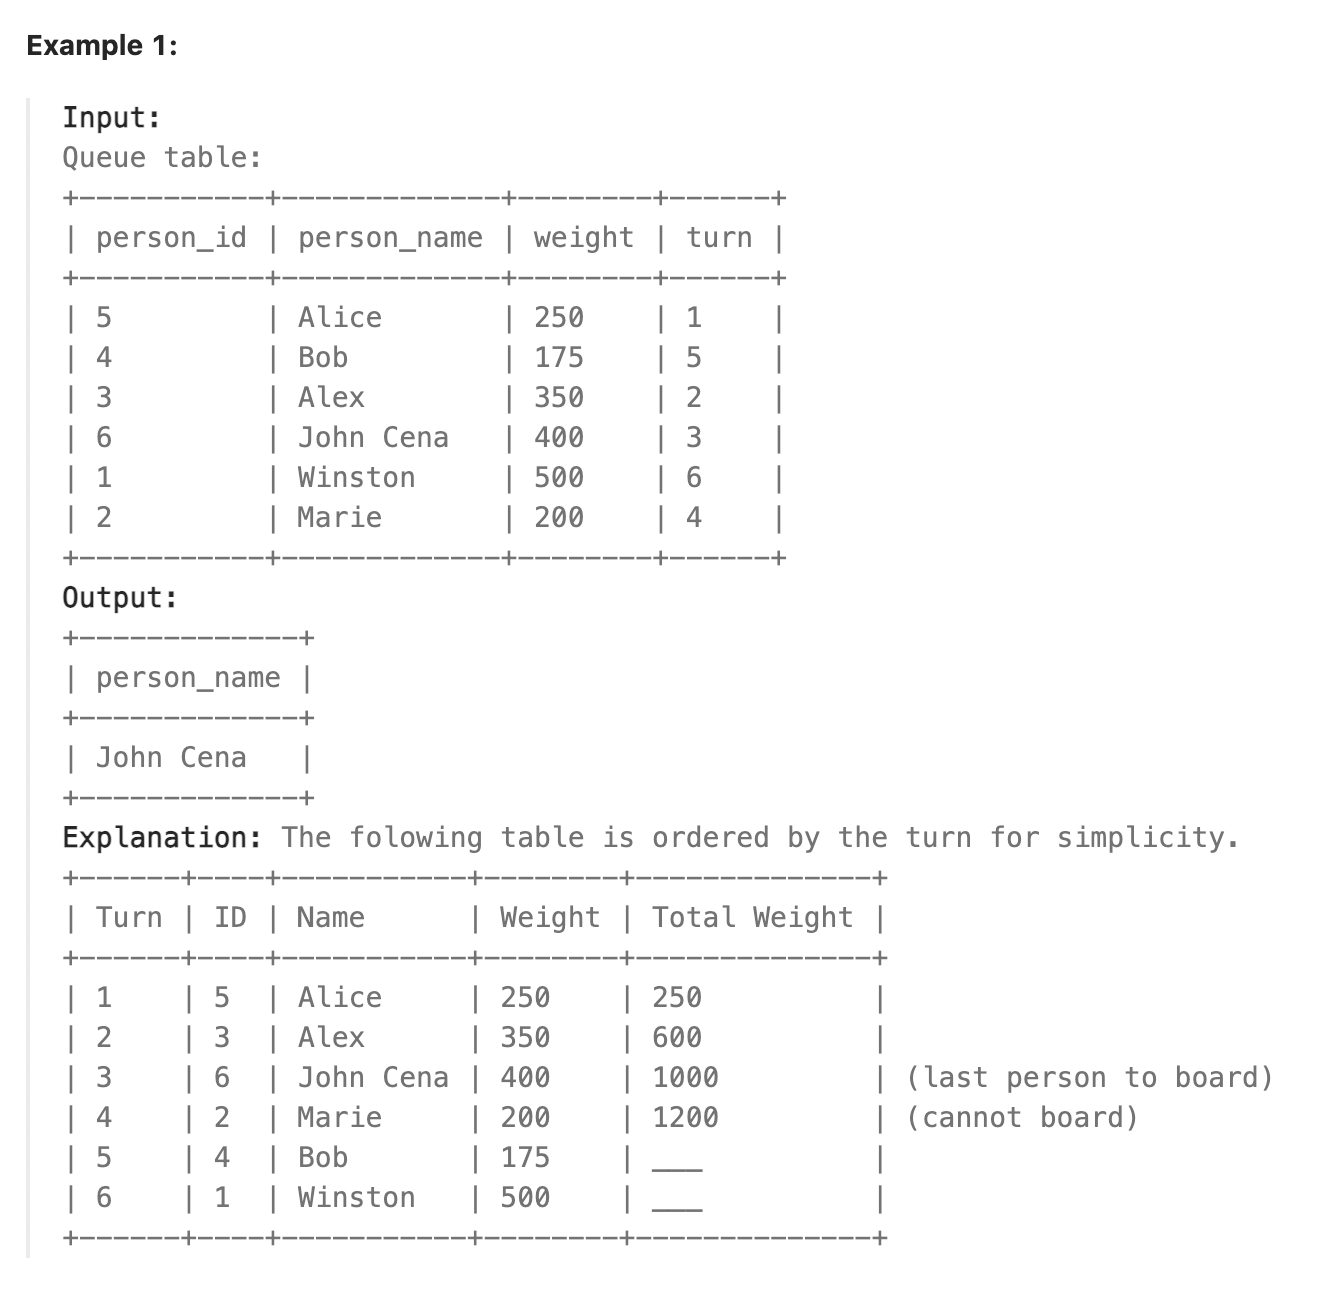 Example 1:
Input:
Queue table:
+-----------+-------------+--------+------+
| person_id | person_name | weight | turn |
+-----------+-------------+--------+------+
| 5         | Alice       | 250    | 1    |
| 4         | Bob         | 175    | 5    |
| 3         | Alex        | 350    | 2    |
| 6         | John Cena   | 400    | 3    |
| 1         | Winston     | 500    | 6    |
| 2         | Marie       | 200    | 4    |
+-----------+-------------+--------+------+
Output:
+-------------+
| person_name |
+-------------+
| John Cena   |
+-------------+
Explanation: The folowing table is ordered by the turn for simplicity.
+------+----+-----------+--------+--------------+
| Turn | ID | Name      | Weight | Total Weight |
+------+----+-----------+--------+--------------+
| 1    | 5  | Alice     | 250    | 250          |
| 2    | 3  | Alex      | 350    | 600          |
| 3    | 6  | John Cena | 400    | 1000         | (last person to board)
| 4    | 2  | Marie     | 200    | 1200         | (cannot board)
| 5    | 4  | Bob       | 175    | ___          |
| 6    | 1  | Winston   | 500    | ___          |
+------+----+-----------+--------+--------------+